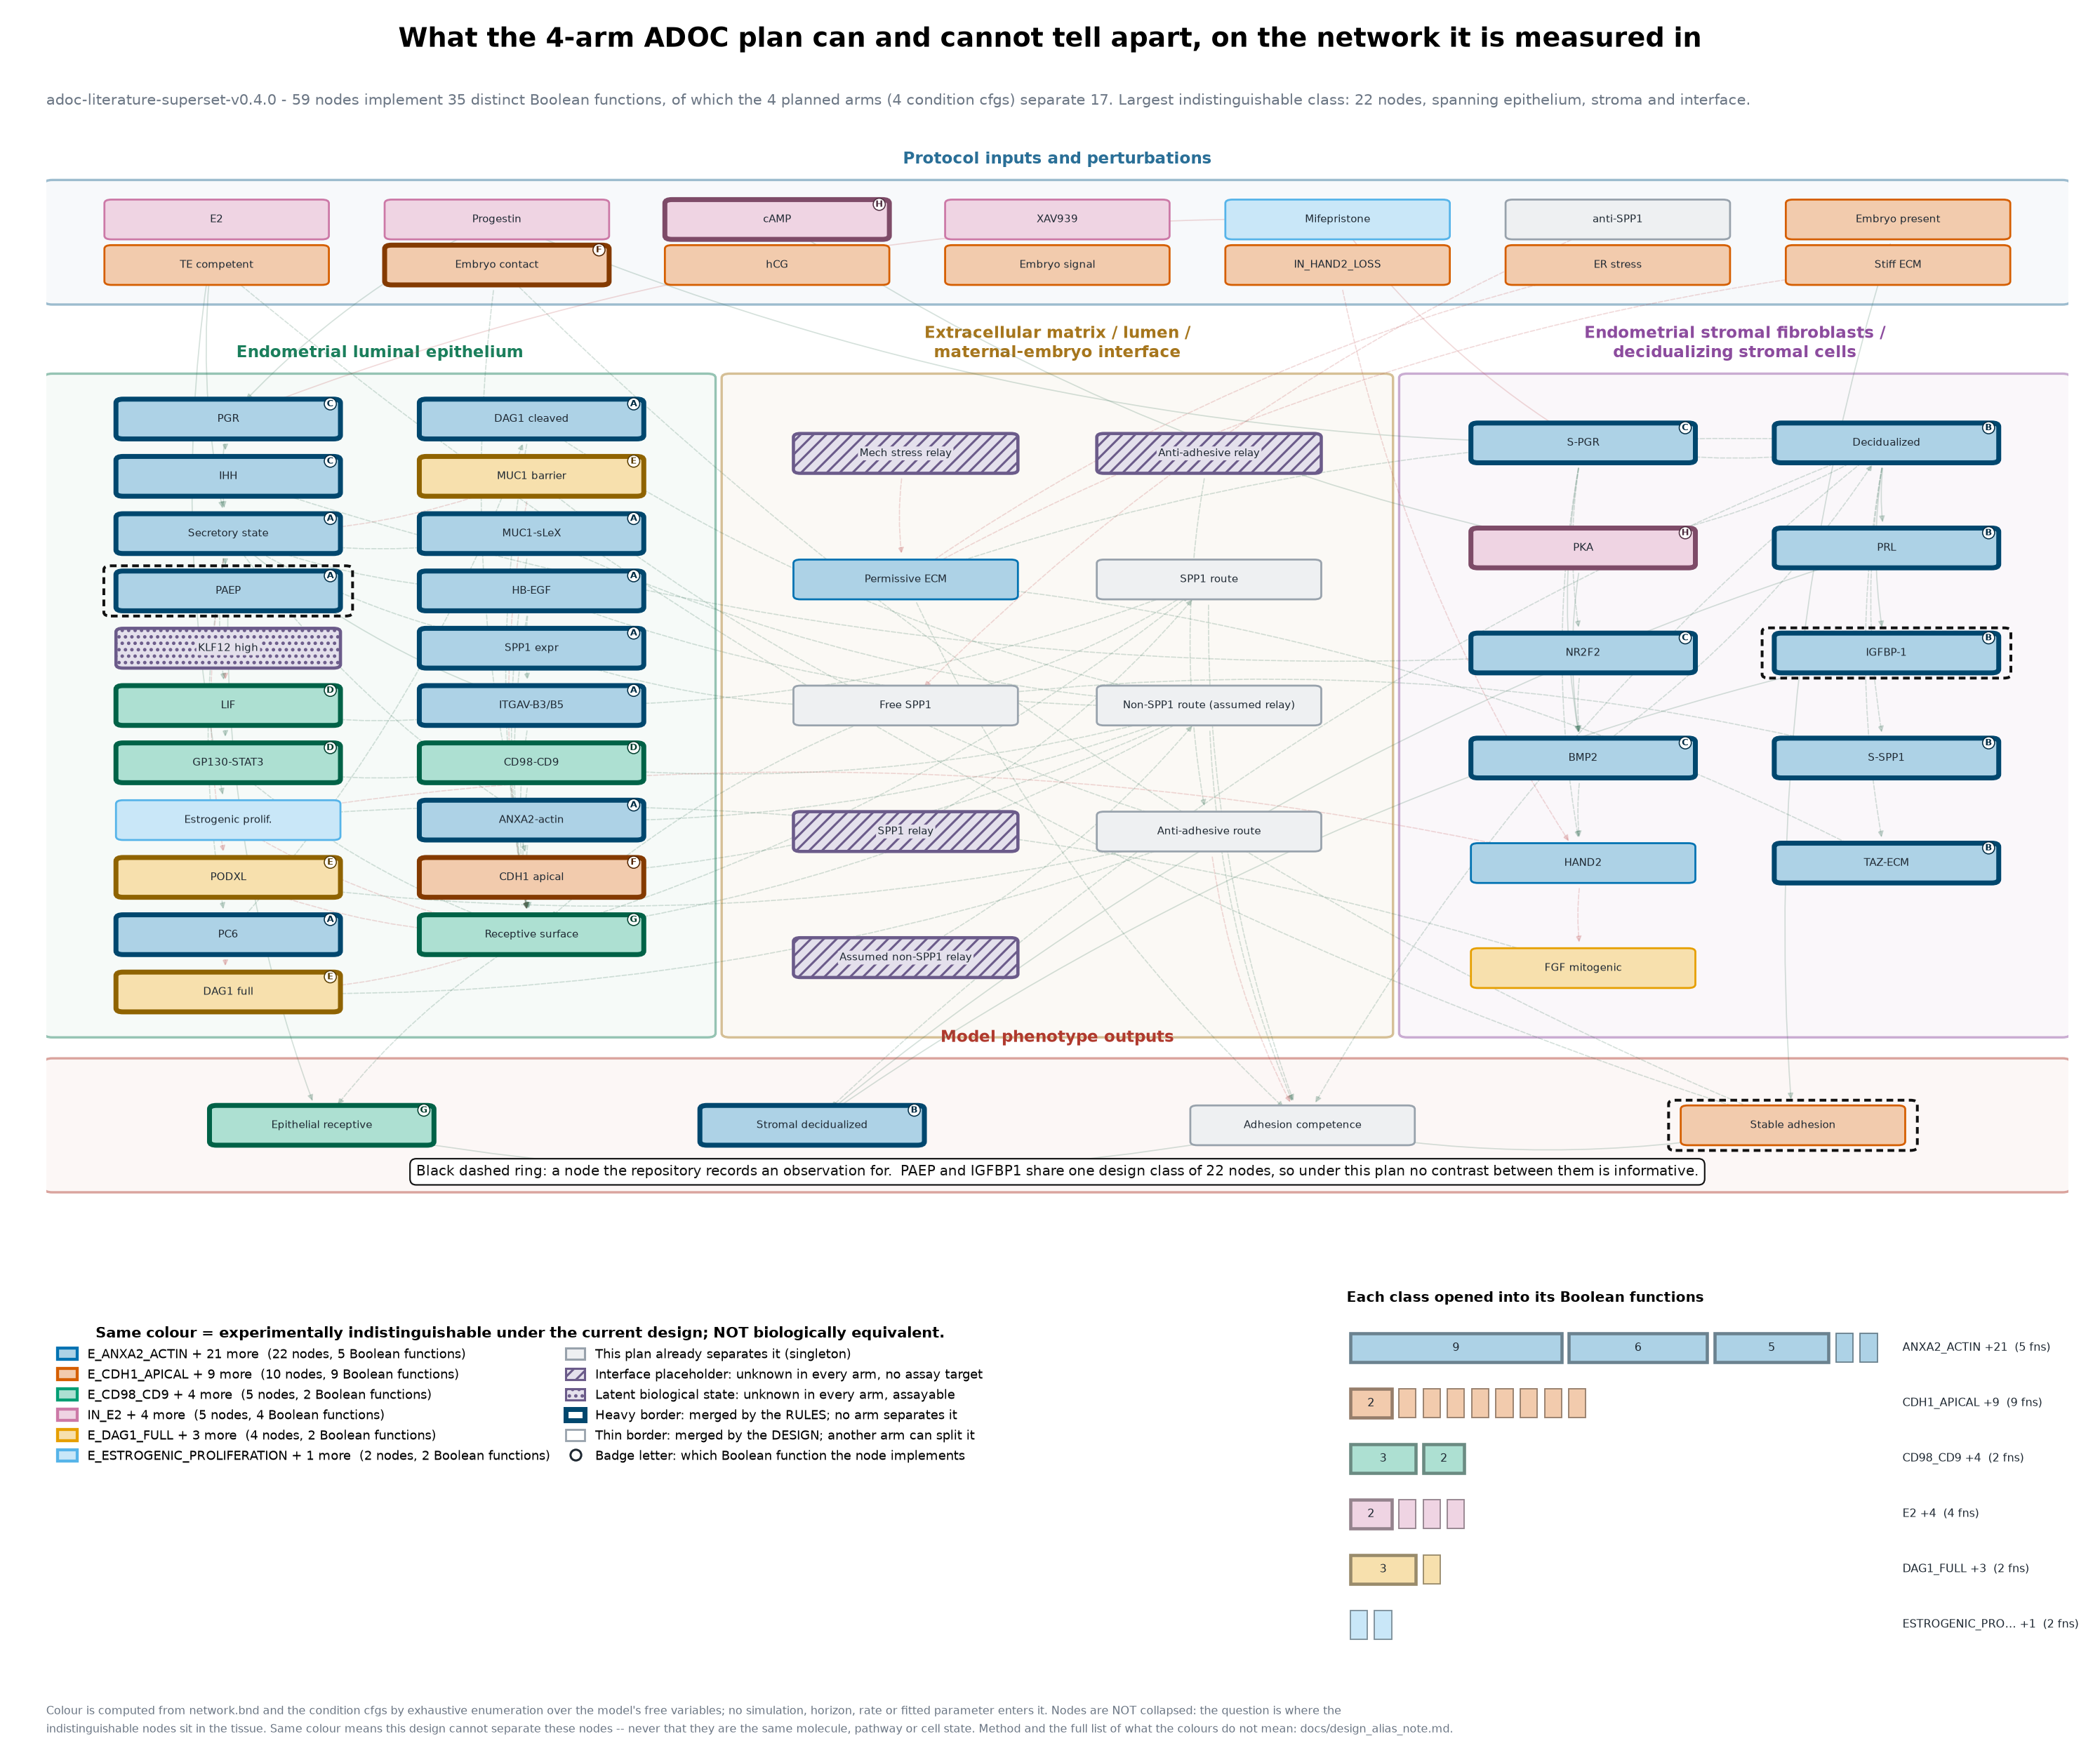 What the 4-arm ADOC plan can and cannot tell apart, on the network it is measured in
adoc-literature-superset-v0.4.0 - 59 nodes implement 35 distinct Boolean functions, of which the 4 planned arms (4 condition cfgs) separate 17. Largest indistinguishable class: 22 nodes, spanning epithelium, stroma and interface.
Protocol inputs and perturbations
E2
Progestin
cAMP
H
XAV939
Mifepristone
anti-SPP1
Embryo present
TE competent
Embryo contact
F
hCG
Embryo signal
IN_HAND2_LOSS
ER stress
Stiff ECM
Endometrial luminal epithelium
PGR
C
IHH
C
Secretory state
A
PAEP
A
KLF12 high
LIF
D
GP130-STAT3
D
Estrogenic prolif.
PODXL
E
PC6
A
DAG1 full
E
DAG1 cleaved
A
MUC1 barrier
E
MUC1-sLeX
A
HB-EGF
A
SPP1 expr
A
ITGAV-B3/B5
A
CD98-CD9
D
ANXA2-actin
A
CDH1 apical
F
Receptive surface
G
Extracellular matrix / lumen /
maternal-embryo interface
Mech stress relay
Anti-adhesive relay
Permissive ECM
SPP1 route
Free SPP1
Non-SPP1 route (assumed relay)
SPP1 relay
Anti-adhesive route
Assumed non-SPP1 relay
Endometrial stromal fibroblasts /
decidualizing stromal cells
S-PGR
C
Decidualized
B
PKA
H
PRL
B
NR2F2
C
IGFBP-1
B
BMP2
C
S-SPP1
B
HAND2
TAZ-ECM
B
FGF mitogenic
Model phenotype outputs
Epithelial receptive
G
Stromal decidualized
B
Adhesion competence
Stable adhesion
Black dashed ring: a node the repository records an observation for.  PAEP and IGFBP1 share one design class of 22 nodes, so under this plan no contrast between them is informative.
Same colour = experimentally indistinguishable under the current design; NOT biologically equivalent.
E_ANXA2_ACTIN + 21 more  (22 nodes, 5 Boolean functions)
E_CDH1_APICAL + 9 more  (10 nodes, 9 Boolean functions)
E_CD98_CD9 + 4 more  (5 nodes, 2 Boolean functions)
IN_E2 + 4 more  (5 nodes, 4 Boolean functions)
E_DAG1_FULL + 3 more  (4 nodes, 2 Boolean functions)
E_ESTROGENIC_PROLIFERATION + 1 more  (2 nodes, 2 Boolean functions)
This plan already separates it (singleton)
Interface placeholder: unknown in every arm, no assay target
Latent biological state: unknown in every arm, assayable
Heavy border: merged by the RULES; no arm separates it
Thin border: merged by the DESIGN; another arm can split it
Badge letter: which Boolean function the node implements
Each class opened into its Boolean functions
9
6
5
ANXA2_ACTIN +21  (5 fns)
2
CDH1_APICAL +9  (9 fns)
3
2
CD98_CD9 +4  (2 fns)
2
E2 +4  (4 fns)
3
DAG1_FULL +3  (2 fns)
ESTROGENIC_PRO... +1  (2 fns)
Colour is computed from network.bnd and the condition cfgs by exhaustive enumeration over the model's free variables; no simulation, horizon, rate or fitted parameter enters it. Nodes are NOT collapsed: the question is where the
indistinguishable nodes sit in the tissue. Same colour means this design cannot separate these nodes -- never that they are the same molecule, pathway or cell state. Method and the full list of what the colours do not mean: docs/design_alias_note.md.